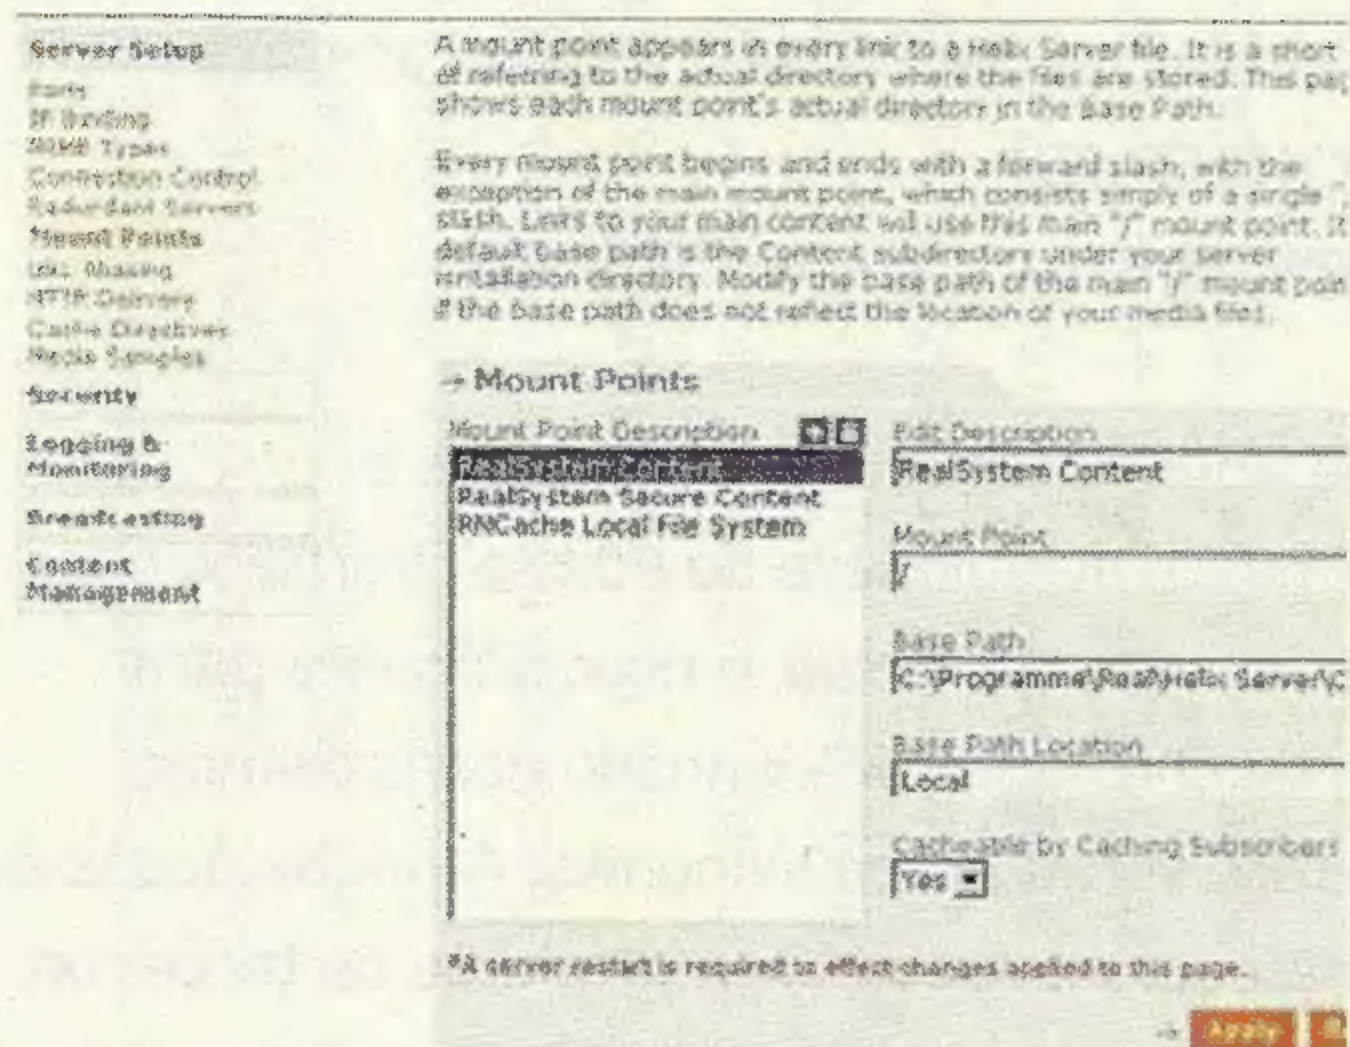 Server Setup
Ports
IP Binding
MIME Types
Connection Control
Redundant Servers
*Mount Points
URL Aliasing
HTTP Delivery
Cache Directives
Media Samples
Security
Logging &
Monitoring
Broadcasting
Content
Management
A mount point appears in every link to a Helix Server file. It is a short
of referring to the actual directory where the files are stored. This pag
shows each mount point's actual directory in the Base Path.
Every mount point begins and ends with a forward slash, with the
exception of the main mount point, which consists simply of a single "
slash. Links to your main content will use this main "/" mount point. It
default base path is the Content subdirectory under your server
installation directory. Modify the base path of the main "/" mount poin
if the base path does not reflect the location of your media files.
→ Mount Points
Mount Point Description
RealSystem Content
RealSystem Secure Content
RNCache Local File System
Edit Description
RealSystem Content
Mount Point
/
Base Path
C:\Programme\Real\Helix Server\C
Base Path Location
Local
Cacheable by Caching Subscribers
Yes
*A server restart is required to effect changes applied to this page.
→ Apply